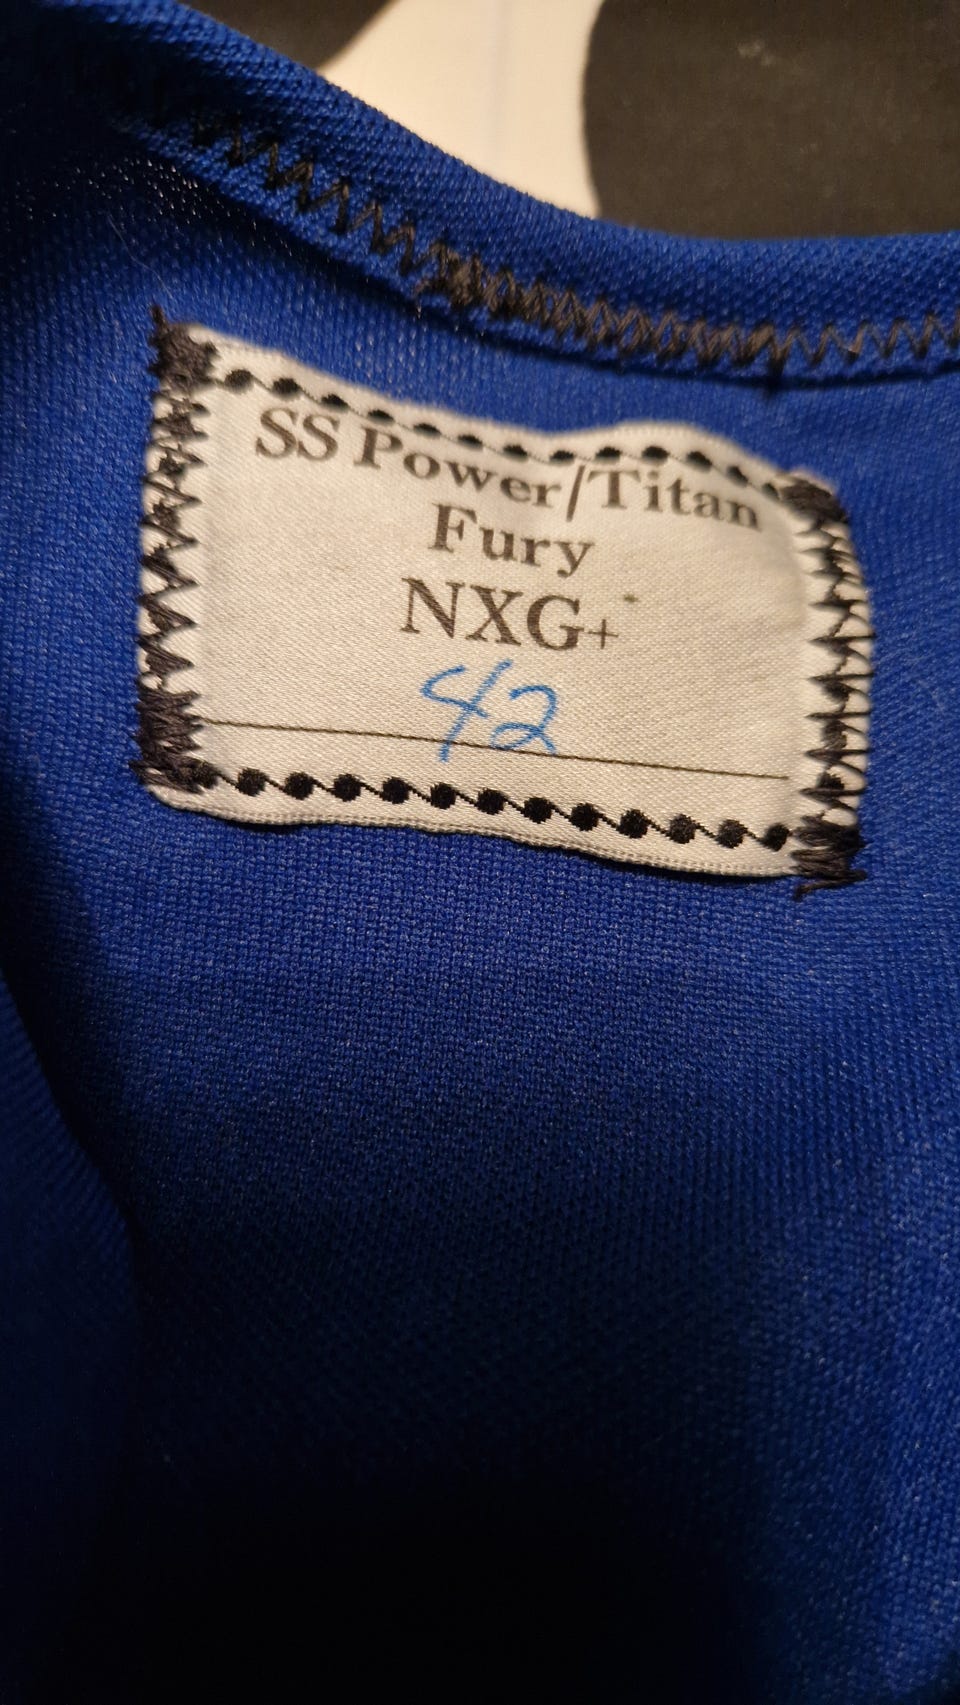 SS Power/Titan
Fury
NXG+
42